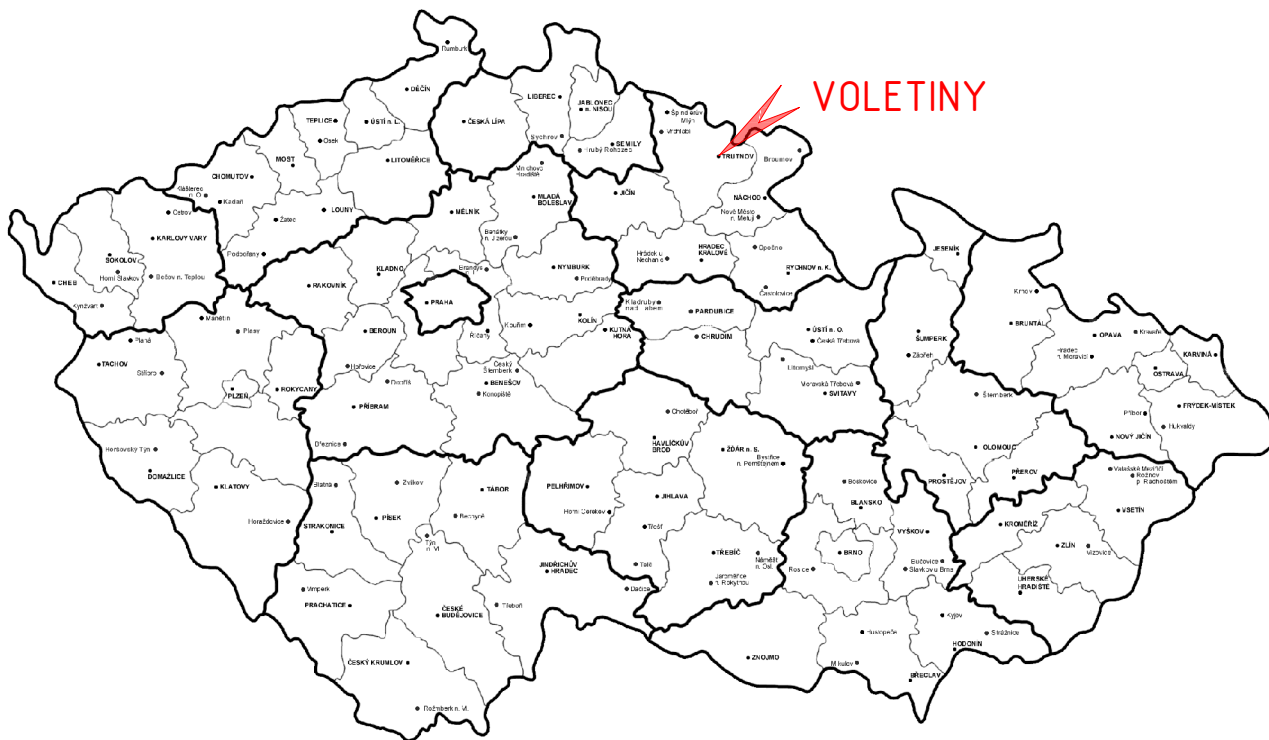 Rumburk
DĚČÍN
LIBEREC
JABLONEC
n. NISOU
VOLETINY
Špindlerův
Mlýn
Vrchlabí
TEPLICE
ÚSTÍ n. L.
ČESKÁ LÍPA
Sychrov
SEMILY
Hrubý Rohozec
Osek
TRUTNOV
Broumov
MOST
LITOMĚŘICE
CHOMUTOV
Mnichovo
Hradiště
Klášterec
n. O.
Kadaň
JIČÍN
NÁCHOD
MLADÁ
BOLESLAV
Ostrov
Žatec
LOUNY
MĚLNÍK
Nové Město
n. Metují
JESENÍK
KARLOVY VARY
Benátky
n. Jizerou
Opočno
SOKOLOV
Podbořany
Hrádek u
Nechanic
HRADEC
KRÁLOVÉ
Horní Slavkov
Bečov n. Teplou
KLADNO
Brandýs
NYMBURK
Poděbrady
RYCHNOV n. K.
CHEB
RAKOVNÍK
Častolovice
Krnov
Kynžvart
PRAHA
Kladruby
nad Labem
PARDUBICE
Manětín
Plasy
BEROUN
Říčany
Kouřim
KOLÍN
KUTNÁ
HORA
CHRUDIM
ÚSTÍ n. O.
Česká Třebová
ŠUMPERK
BRUNTÁL
OPAVA
Kravaře
Planá
Zábřeh
Hradec
n. Moravicí
KARVINÁ
TACHOV
Stříbro
Hořovice
Český
Šternberk
Litomyšl
OSTRAVA
PLZEŇ
ROKYCANY
Dobříš
BENEŠOV
Konopiště
Moravská Třebová
SVITAVY
Šternberk
PŘÍBRAM
Chotěboř
Příbor
FRÝDEK-MÍSTEK
Hukvaldy
Horšovský Týn
Březnice
HAVLÍČKŮV
BROD
ŽĎÁR n. S.
Bystřice
n. Pernštejnem
OLOMOUC
NOVÝ JIČÍN
DOMAŽLICE
KLATOVY
Blatná
Zvíkov
TÁBOR
PELHŘIMOV
JIHLAVA
Boskovice
BLANSKO
PROSTĚJOV
PŘEROV
Valašské Meziříčí
Rožnov
p. Radhoštěm
Horažďovice
STRAKONICE
PÍSEK
Bechyně
Horní Cerekev
VSETÍN
Týn
n. Vl.
Třešť
VYŠKOV
KROMĚŘÍŽ
ZLÍN
Vizovice
JINDŘICHŮV
HRADEC
Telč
TŘEBÍČ
Náměšť
n. Osl.
BRNO
Rosice
Bučovice
Slavkov u Brna
Vimperk
PRACHATICE
ČESKÉ
BUDĚJOVICE
Třeboň
Dačice
Jaroměřice
n. Rokytnou
UHERSKÉ
HRADIŠTĚ
Kyjov
Strážnice
Hustopeče
HODONÍN
ČESKÝ KRUMLOV
ZNOJMO
Mikulov
BŘECLAV
Rožmberk n. Vl.